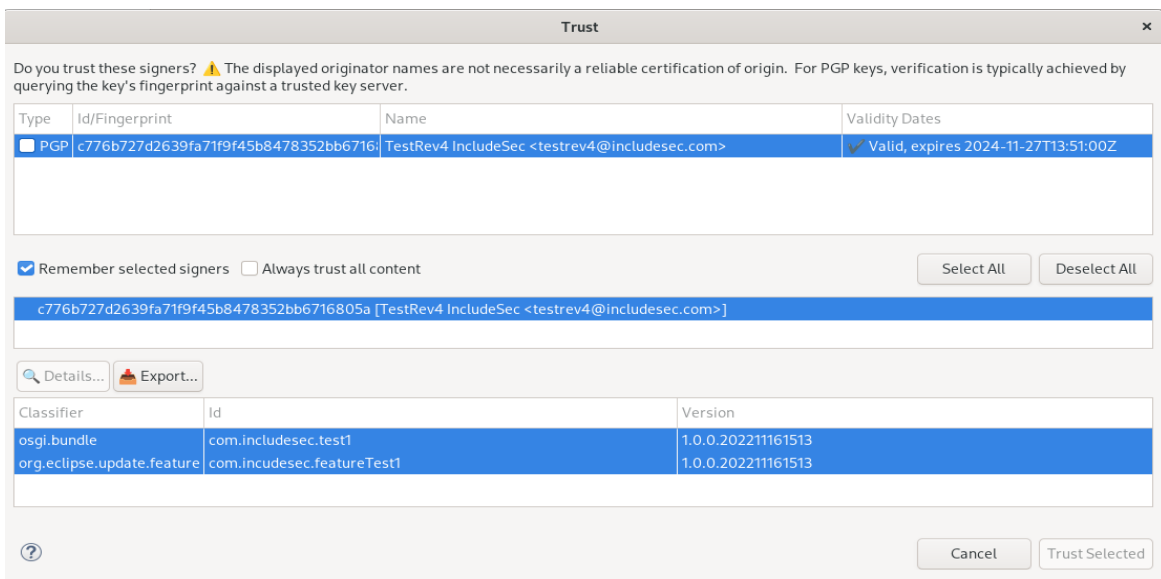 Trust
Do you trust these signers? The displayed originator names are not necessarily a reliable certification of origin. For PGP keys, verification is typically achieved by
querying the key's fingerprint against a trusted key server.
Type Id/Fingerprint Name Validity Dates
PGP c776b727d2639fa71f9f45b8478352bb6716 TestRev4 IncludeSec <testrev4@includesec.com> Valid, expires 2024-11-27T13:51:00Z
Remember selected signers Always trust all content Select All Deselect All
c776b727d2639fa71f9f45b8478352bb6716805a [TestRev4 IncludeSec <testrev4@includesec.com>]
Details... Export...
Classifier Id Version
osgi.bundle com.includesec.test1 1.0.0.202211161513
org.eclipse.update.feature com.incudesec.featureTest1 1.0.0.202211161513
Cancel Trust Selected